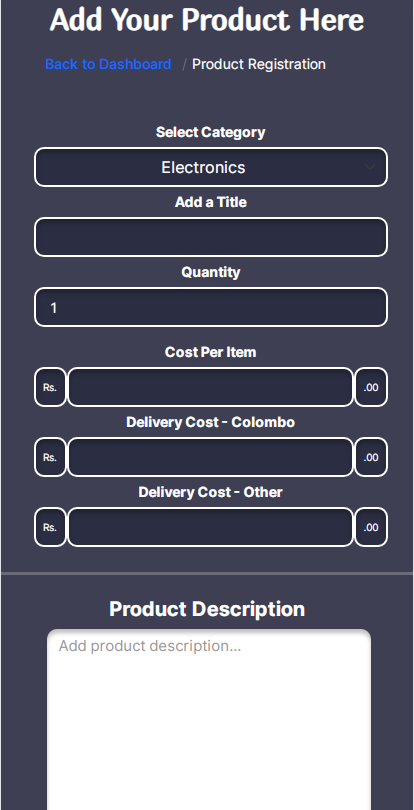 Add Your Product Here
Back to Dashboard / Product Registration
Select Category
Electronics
Add a Title
Quantity
1
Cost Per Item
Rs. .00
Delivery Cost - Colombo
Rs. .00
Delivery Cost - Other
Rs. .00
Product Description
Add product description...